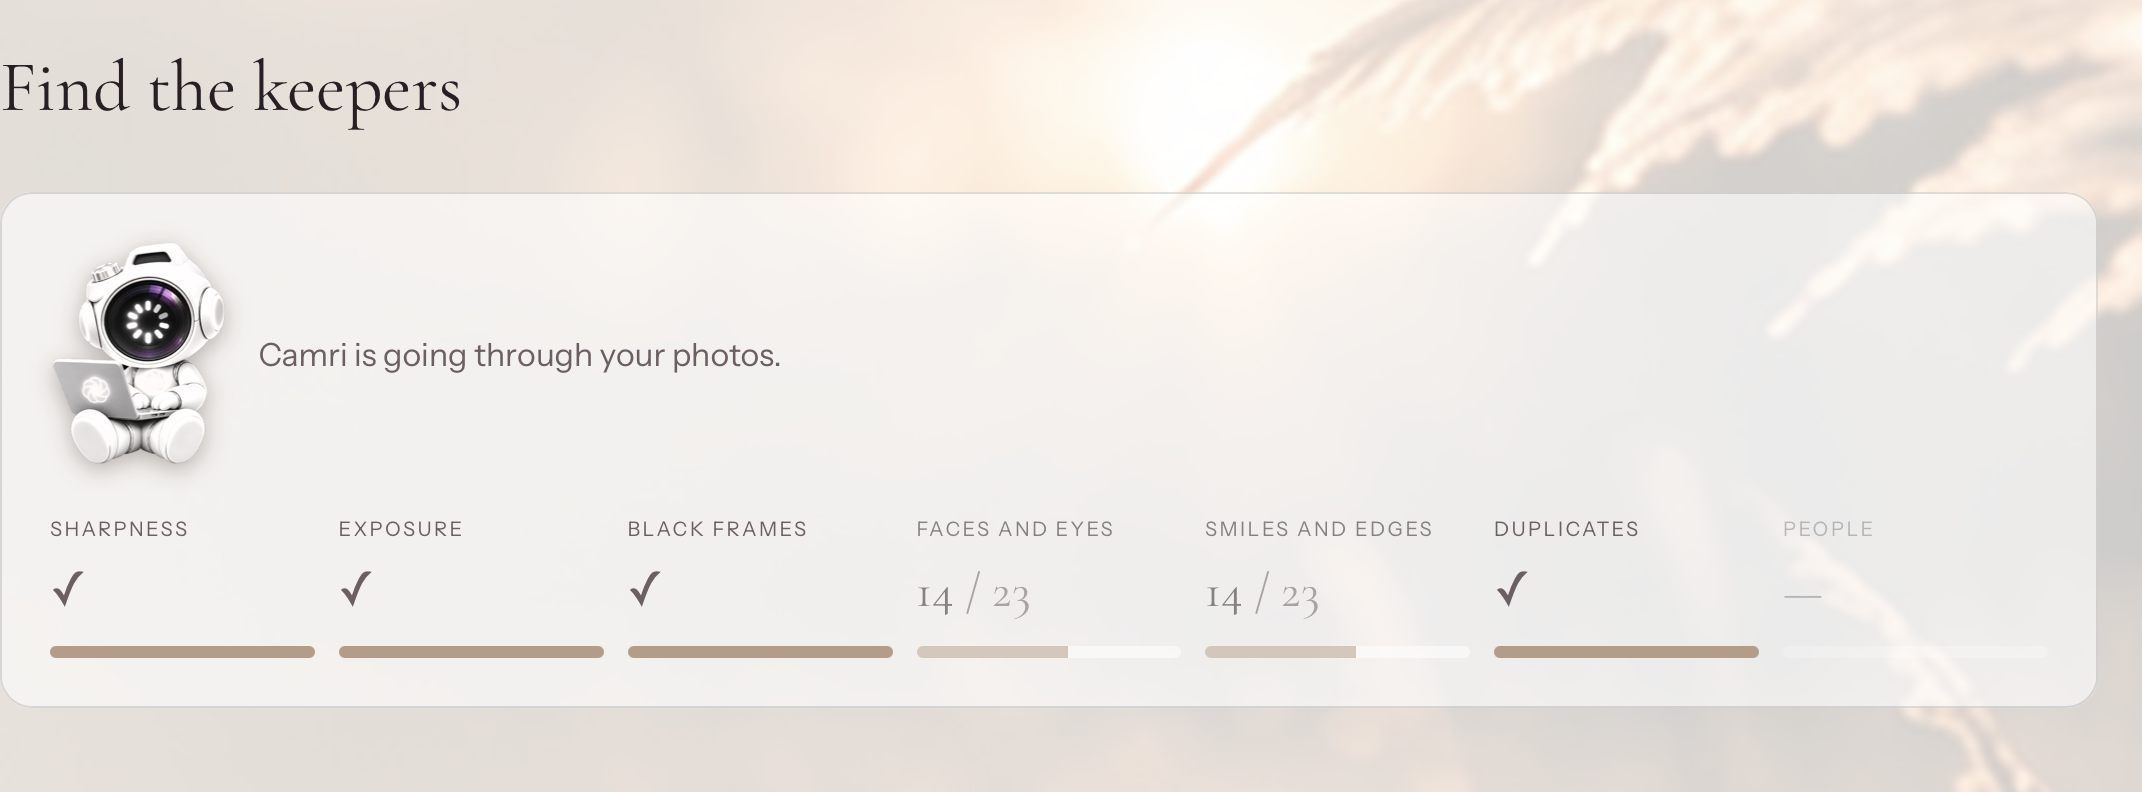 Find the keepers
Camri is going through your photos.
SHARPNESS
✓
EXPOSURE
✓
BLACK FRAMES
✓
FACES AND EYES
14 / 23
SMILES AND EDGES
14 / 23
DUPLICATES
✓
PEOPLE
—